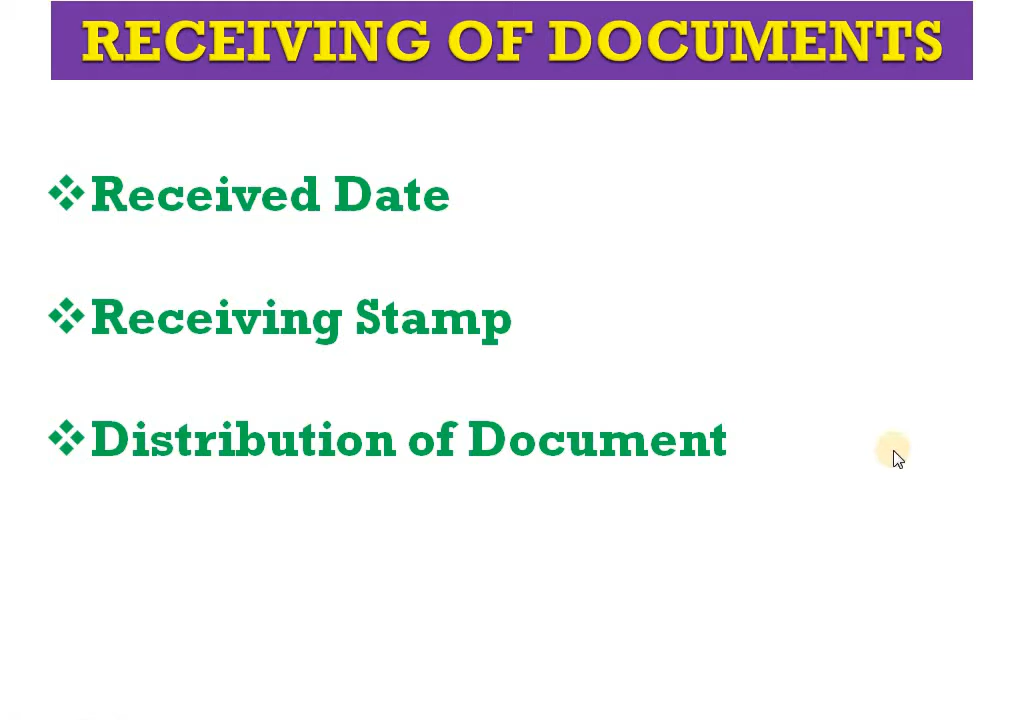 RECEIVING OF DOCUMENTS
Received Date
Receiving Stamp
Distribution of Document